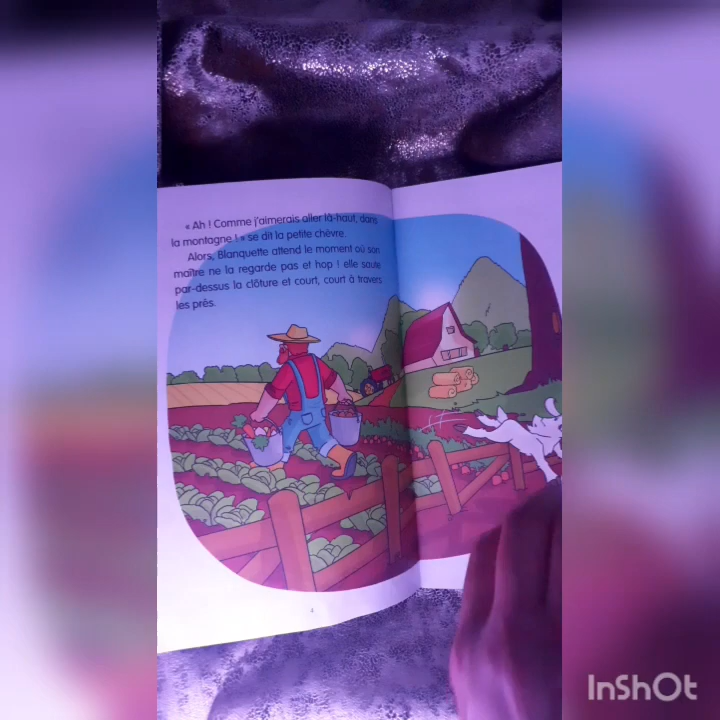 « Ah ! Comme j'aimerais aller là-haut, dans
la montagne ! » se dit la petite chèvre.
Alors, Blanquette attend le moment où son
maître ne la regarde pas et hop ! elle saute
par-dessus la clôture et court, court à travers
les prés.
4
InShOt